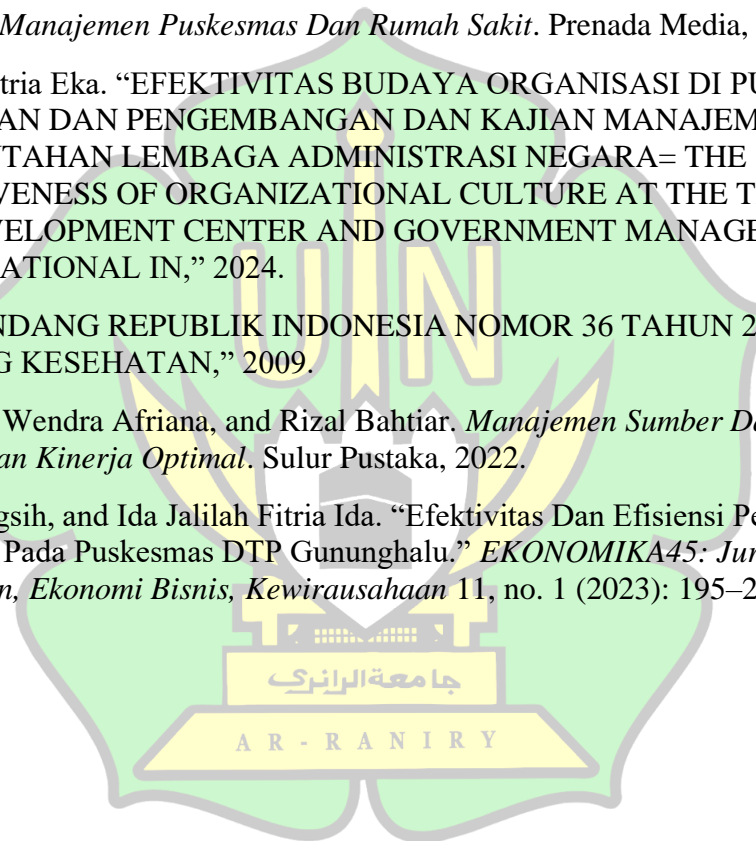 Manajemen Puskesmas Dan Rumah Sakit. Prenada Media,
tria Eka. “EFEKTIVITAS BUDAYA ORGANISASI DI PU
AN DAN PENGEMBANGAN DAN KAJIAN MANAJEM
NTAHAN LEMBAGA ADMINISTRASI NEGARA= THE
VENESS OF ORGANIZATIONAL CULTURE AT THE T
VELOPMENT CENTER AND GOVERNMENT MANAGE
ATIONAL IN,” 2024.
NDANG REPUBLIK INDONESIA NOMOR 36 TAHUN 2
G KESEHATAN,” 2009.
Wendra Afriana, and Rizal Bahtiar. Manajemen Sumber Da
an Kinerja Optimal. Sulur Pustaka, 2022.
gsih, and Ida Jalilah Fitria Ida. “Efektivitas Dan Efisiensi Pe
Pada Puskesmas DTP Gununghalu.” EKONOMIKA45: Jur
n, Ekonomi Bisnis, Kewirausahaan 11, no. 1 (2023): 195–2
UIN
جامعةالرانري
AR-RANIRY